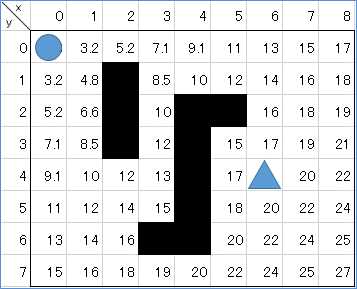 x 0 1 2 3 4 5 6 7 8
y
0 3.2 5.2 7.1 9.1 11 13 15 17
1 3.2 4.8 8.5 10 12 14 16 18
2 5.2 6.6 10 16 18 19
3 7.1 8.5 12 15 17 19 21
4 9.1 10 12 13 17 20 22
5 11 12 14 15 18 20 22 24
6 13 14 16 20 22 24 25
7 15 16 18 19 20 22 24 25 27